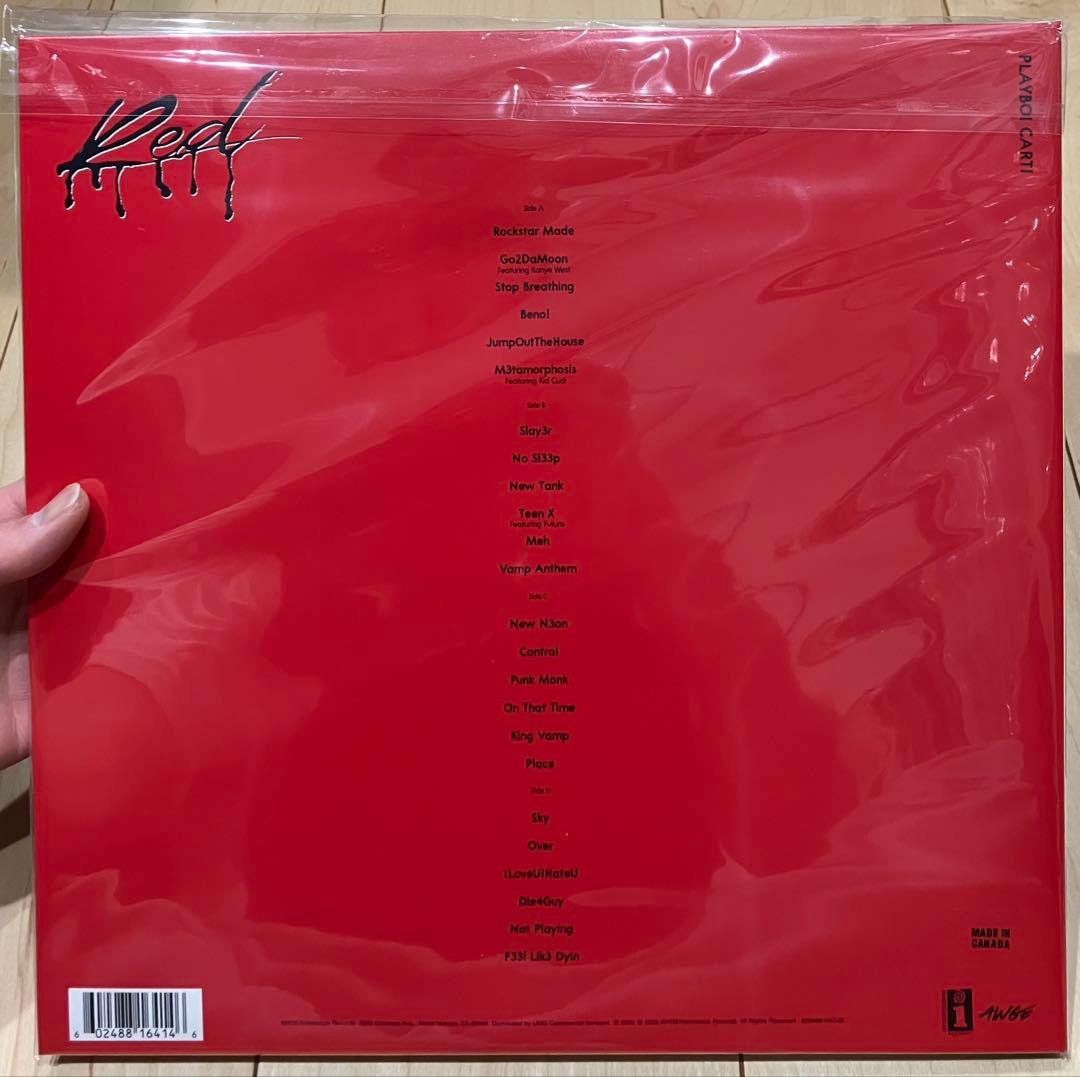 Red
PLAYBOI CARTI
Side A
Rockstar Made
Go2DaMoon
Featuring Kanye West
Stop Breathing
Beno!
JumpOutTheHouse
M3tamorphosis
Featuring Kid Cudi
Side B
Slay3r
No Sl33p
New Tank
Teen X
Featuring Future
Meh
Vamp Anthem
Side C
New N3on
Control
Punk Monk
On That Time
King Vamp
Place
Side D
Sky
Over
ILoveUIHateU
Die4Guy
Not Playing
F33l Lik3 Dyin
MADE IN
CANADA
6 02488 16414 6
i AWGE